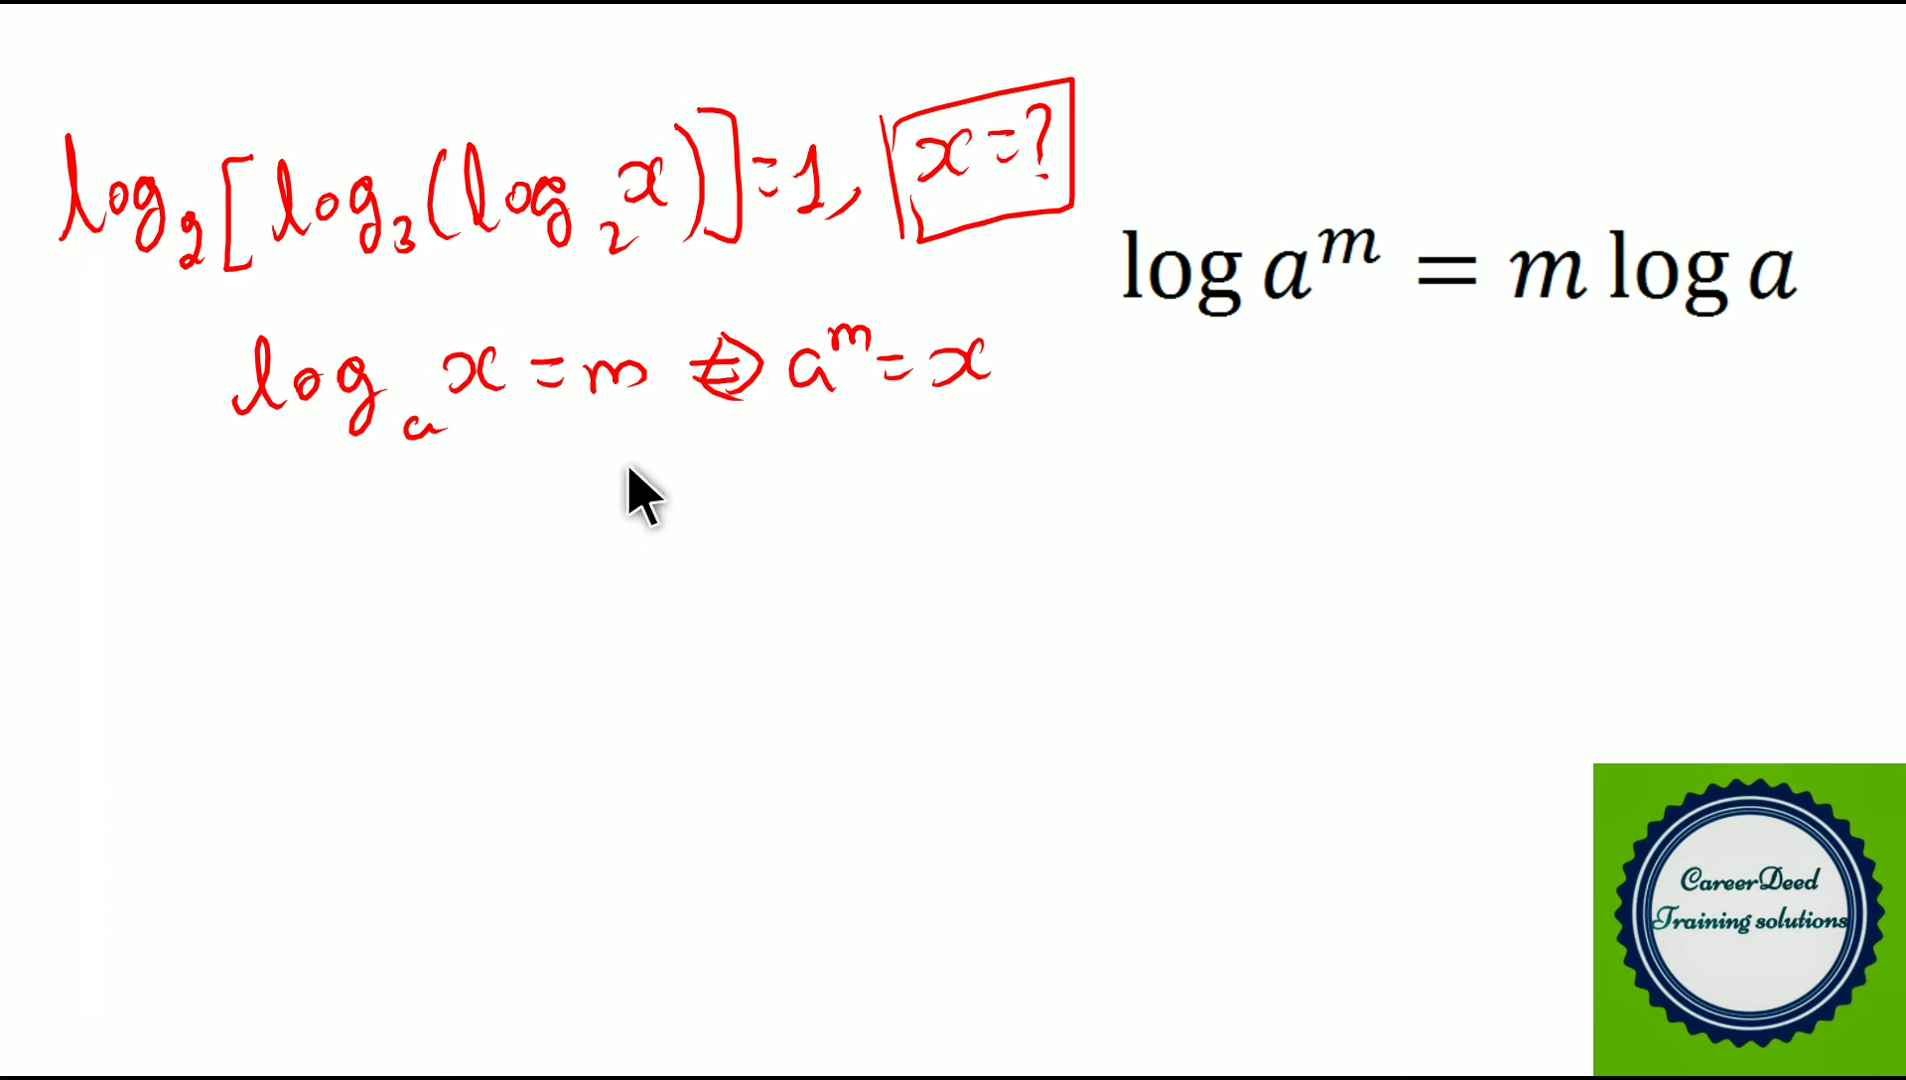 log₂[log₃(log₂x)]=1, x=?
log aᵐ = m log a
logₐx=m ⇔ aᵐ=x
CareerDeed
Training solutions